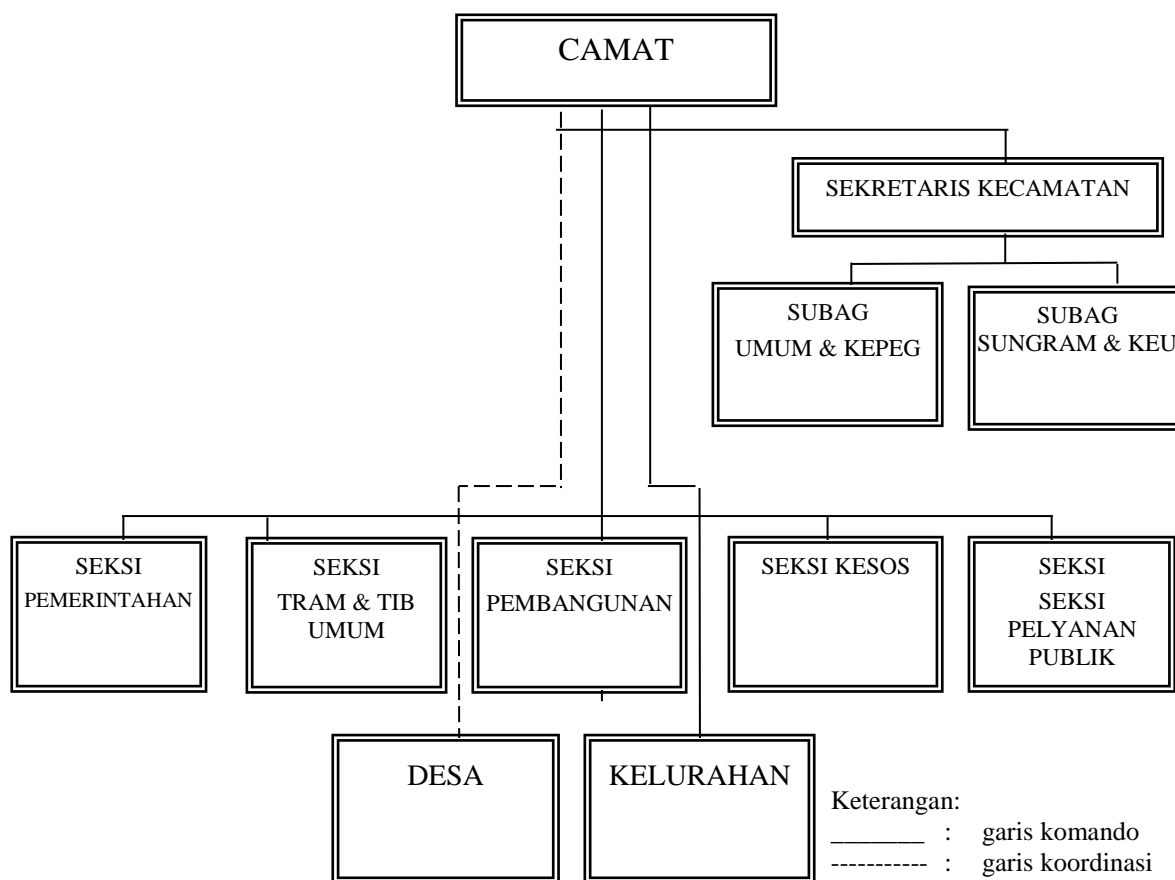 CAMAT
SEKRETARIS KECAMATAN
SUBAG
UMUM & KEPEG
SUBAG
SUNGRAM & KEU
SEKSI
PEMERINTAHAN
SEKSI
TRAM & TIB
UMUM
SEKSI
PEMBANGUNAN
SEKSI KESOS
SEKSI
SEKSI
PELYANAN
PUBLIK
DESA
KELURAHAN
Keterangan:
_______ : garis komando
----------- : garis koordinasi